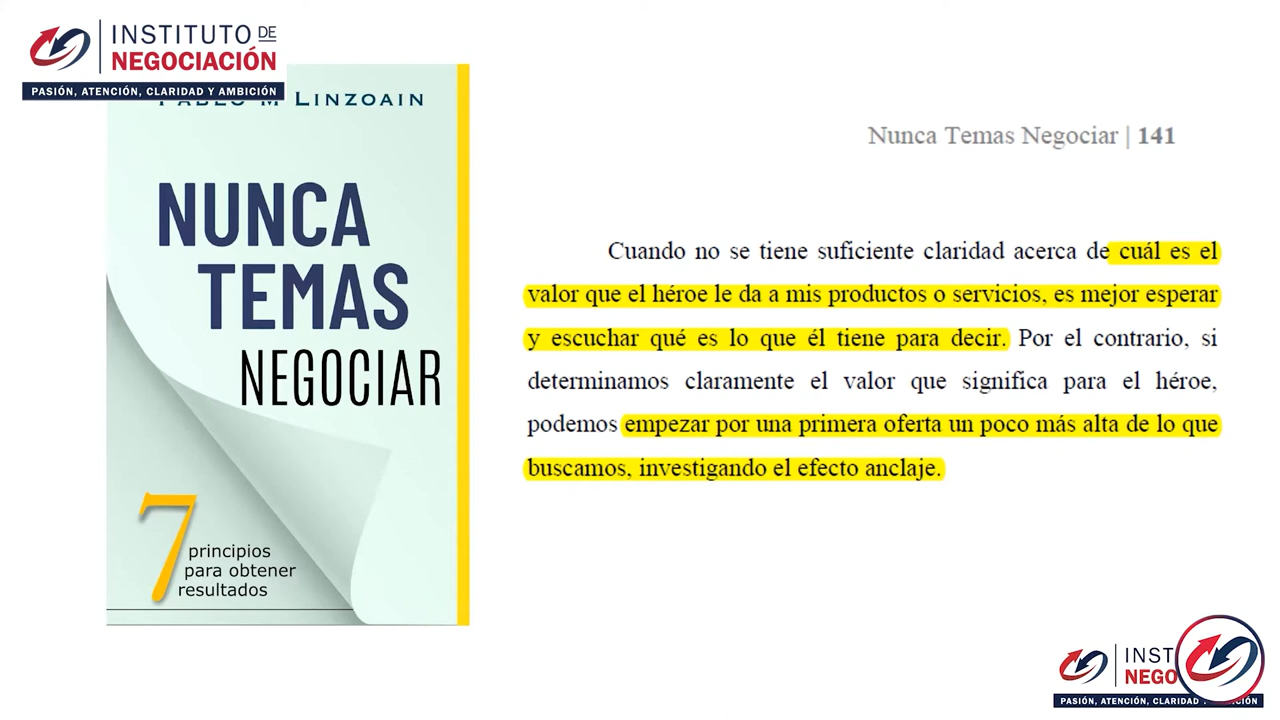 INSTITUTO DE
NEGOCIACIÓN
PASIÓN, ATENCIÓN, CLARIDAD Y AMBICIÓN
PABLO M LINZOAIN
NUNCA
TEMAS
NEGOCIAR
7 principios
para obtener
resultados
Nunca Temas Negociar | 141
Cuando no se tiene suficiente claridad acerca de cuál es el
valor que el héroe le da a mis productos o servicios, es mejor esperar
y escuchar qué es lo que él tiene para decir. Por el contrario, si
determinamos claramente el valor que significa para el héroe,
podemos empezar por una primera oferta un poco más alta de lo que
buscamos, investigando el efecto anclaje.
INST
NEGO
PASIÓN, ATENCIÓN, CLARIDAD